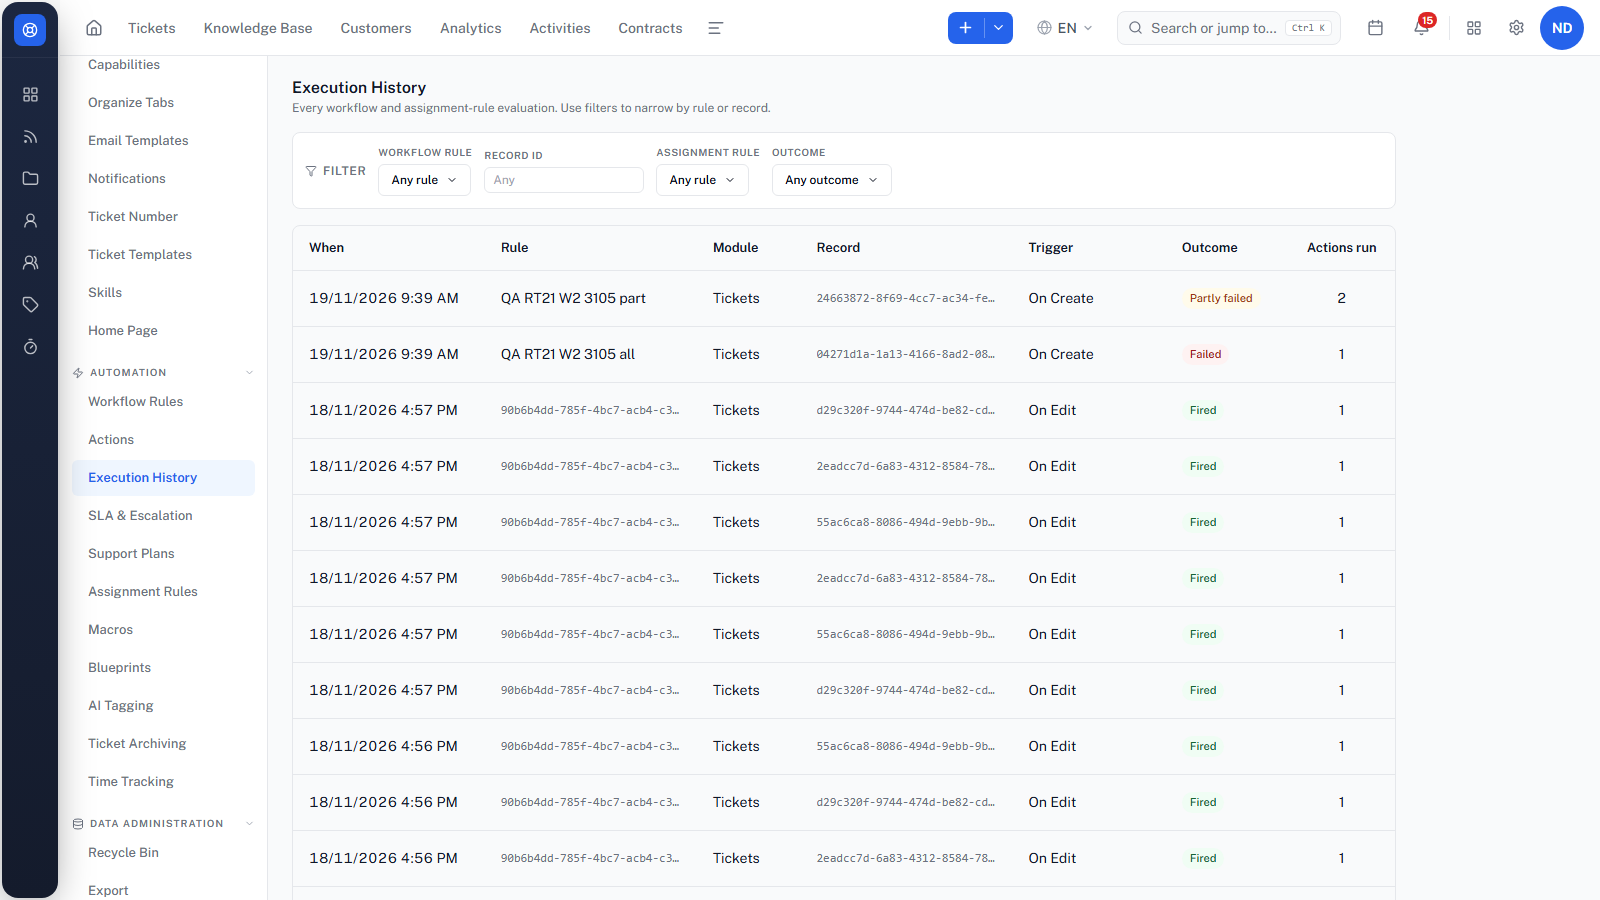 Tickets
Knowledge Base
Customers
Analytics
Activities
Contracts
EN
Search or jump to...
Ctrl K
15
ND
Capabilities
Organize Tabs
Email Templates
Notifications
Ticket Number
Ticket Templates
Skills
Home Page
AUTOMATION
Workflow Rules
Actions
Execution History
SLA & Escalation
Support Plans
Assignment Rules
Macros
Blueprints
AI Tagging
Ticket Archiving
Time Tracking
DATA ADMINISTRATION
Recycle Bin
Export
Execution History
Every workflow and assignment-rule evaluation. Use filters to narrow by rule or record.
FILTER
WORKFLOW RULE
Any rule
RECORD ID
Any
ASSIGNMENT RULE
Any rule
OUTCOME
Any outcome
When Rule Module Record Trigger Outcome Actions run
19/11/2026 9:39 AM QA RT21 W2 3105 part Tickets 24663872-8f69-4cc7-ac34-fe… On Create Partly failed 2
19/11/2026 9:39 AM QA RT21 W2 3105 all Tickets 04271d1a-1a13-4166-8ad2-08… On Create Failed 1
18/11/2026 4:57 PM 90b6b4dd-785f-4bc7-acb4-c3… Tickets d29c320f-9744-474d-be82-cd… On Edit Fired 1
18/11/2026 4:57 PM 90b6b4dd-785f-4bc7-acb4-c3… Tickets 2eadcc7d-6a83-4312-8584-78… On Edit Fired 1
18/11/2026 4:57 PM 90b6b4dd-785f-4bc7-acb4-c3… Tickets 55ac6ca8-8086-494d-9ebb-9b… On Edit Fired 1
18/11/2026 4:57 PM 90b6b4dd-785f-4bc7-acb4-c3… Tickets 2eadcc7d-6a83-4312-8584-78… On Edit Fired 1
18/11/2026 4:57 PM 90b6b4dd-785f-4bc7-acb4-c3… Tickets 55ac6ca8-8086-494d-9ebb-9b… On Edit Fired 1
18/11/2026 4:57 PM 90b6b4dd-785f-4bc7-acb4-c3… Tickets d29c320f-9744-474d-be82-cd… On Edit Fired 1
18/11/2026 4:56 PM 90b6b4dd-785f-4bc7-acb4-c3… Tickets 55ac6ca8-8086-494d-9ebb-9b… On Edit Fired 1
18/11/2026 4:56 PM 90b6b4dd-785f-4bc7-acb4-c3… Tickets d29c320f-9744-474d-be82-cd… On Edit Fired 1
18/11/2026 4:56 PM 90b6b4dd-785f-4bc7-acb4-c3… Tickets 2eadcc7d-6a83-4312-8584-78… On Edit Fired 1